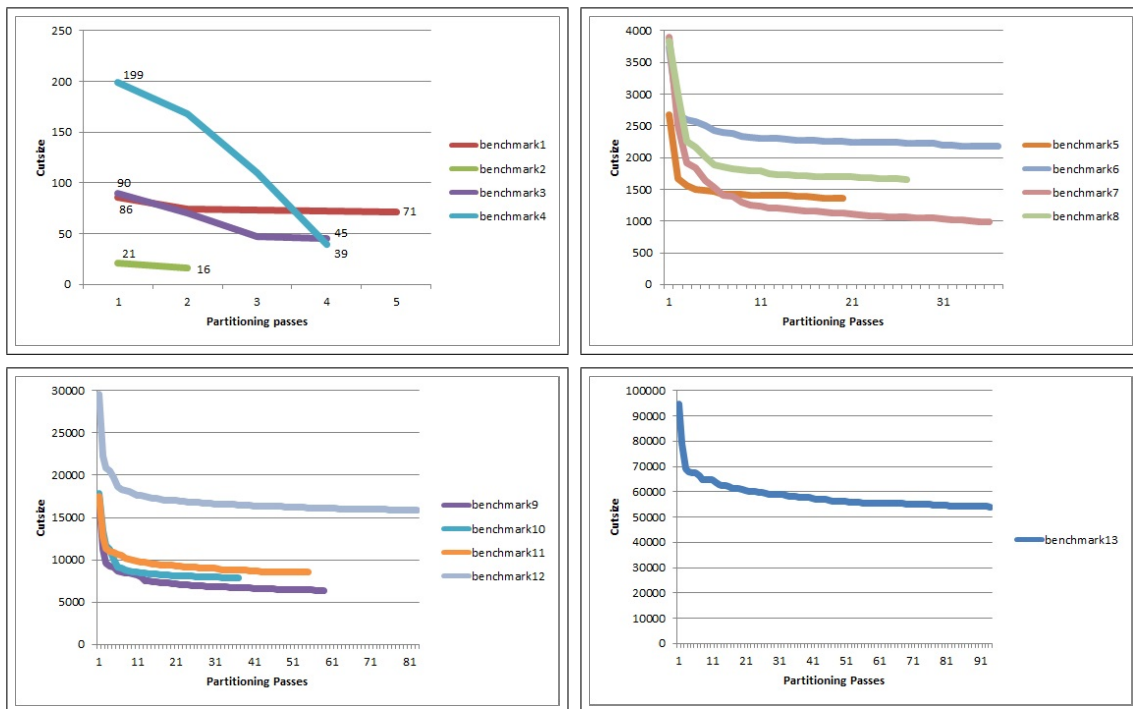 250
200
150
100
50
0
Cutsize
199
90
86
21
16
71
45
39
1 2 3 4 5
Partitioning passes
benchmark1
benchmark2
benchmark3
benchmark4
4000
3500
3000
2500
2000
1500
1000
500
0
Cutsize
1 11 21 31
Partitioning Passes
benchmark5
benchmark6
benchmark7
benchmark8
30000
25000
20000
15000
10000
5000
0
Cutsize
1 11 21 31 41 51 61 71 81
Partitioning Passes
benchmark9
benchmark10
benchmark11
benchmark12
100000
90000
80000
70000
60000
50000
40000
30000
20000
10000
0
Cutsize
1 11 21 31 41 51 61 71 81 91
Partitioning Passes
benchmark13